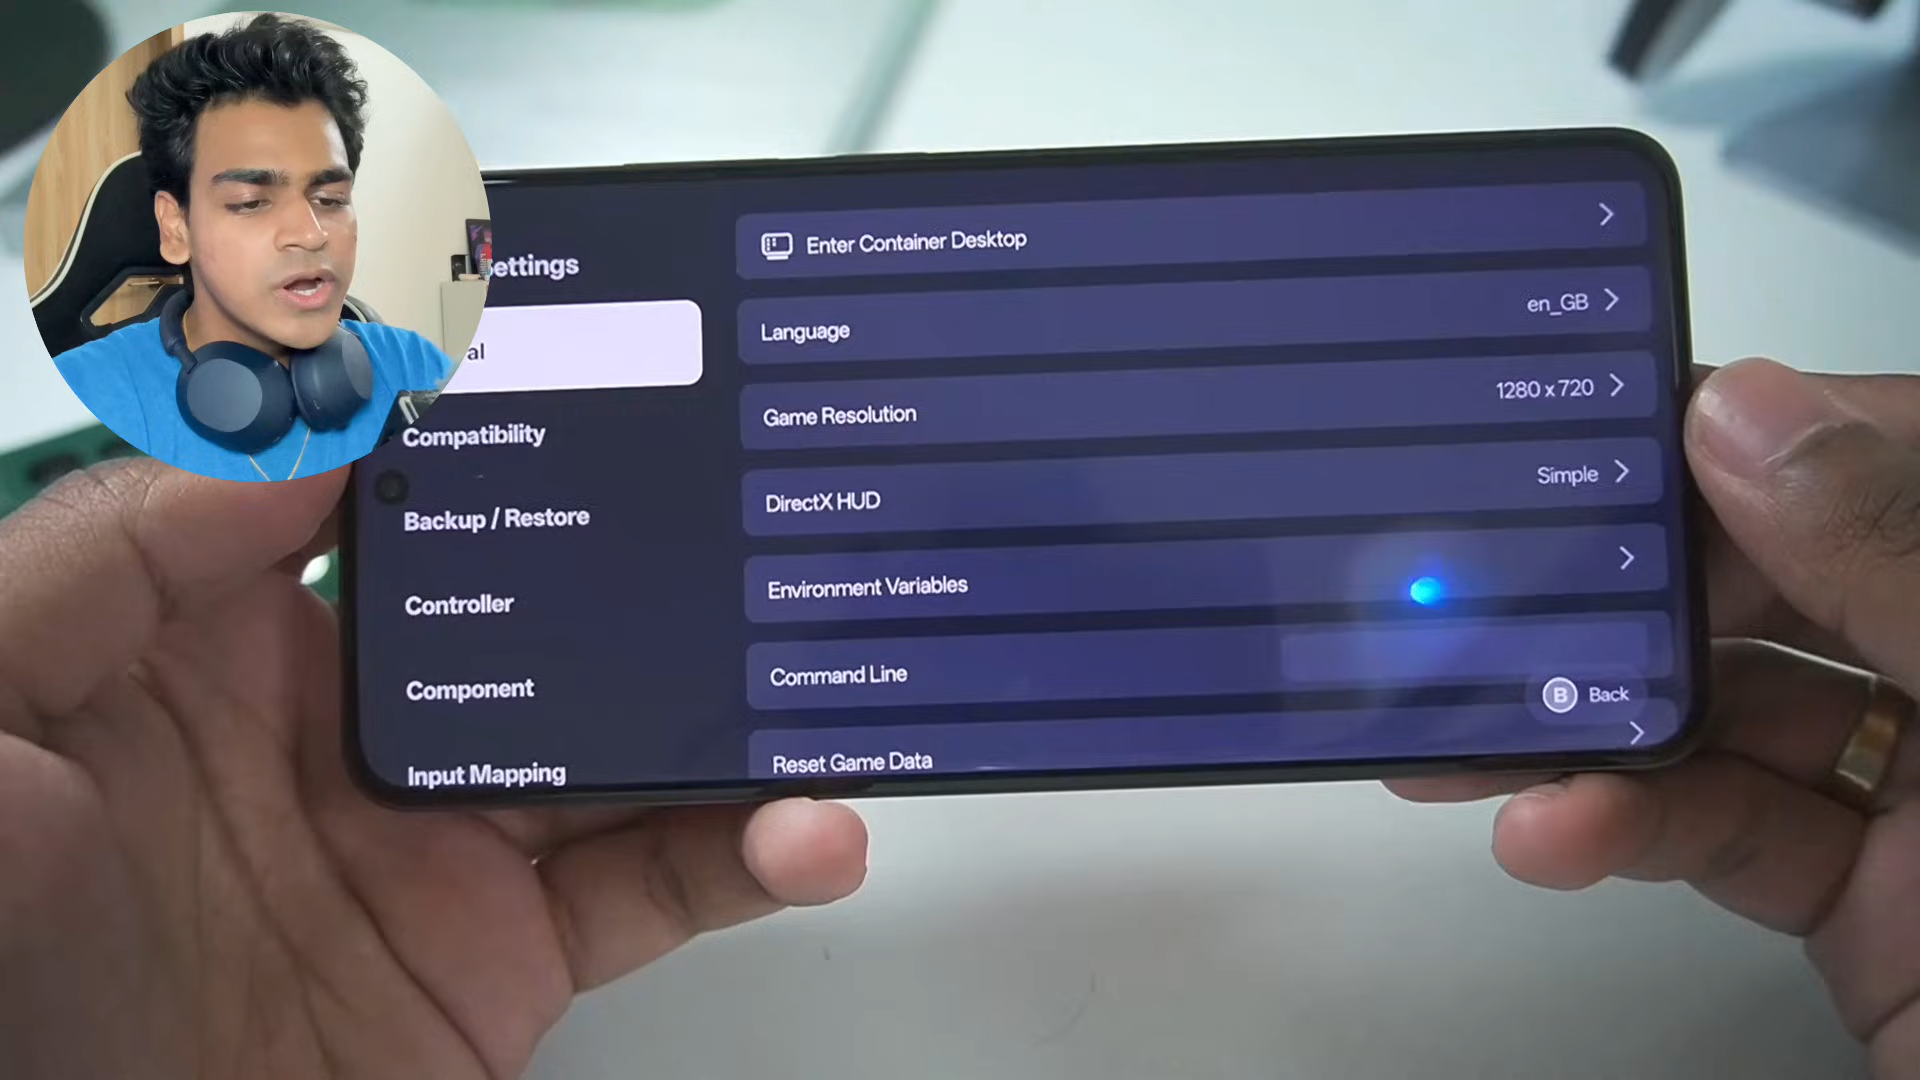 Settings
al
Compatibility
Backup / Restore
Controller
Component
Input Mapping
Enter Container Desktop
Language
en_GB
Game Resolution
1280 x 720
DirectX HUD
Simple
Environment Variables
Command Line
B Back
Reset Game Data